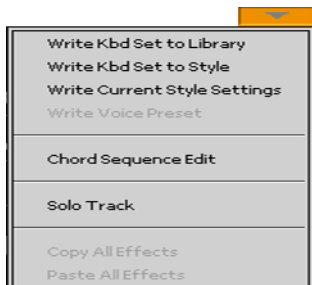 Write Kbd Set to Library
Write Kbd Set to Style
Write Current Style Settings
Write Voice Preset
Chord Sequence Edit
Solo Track
Copy All Effects
Paste All Effects